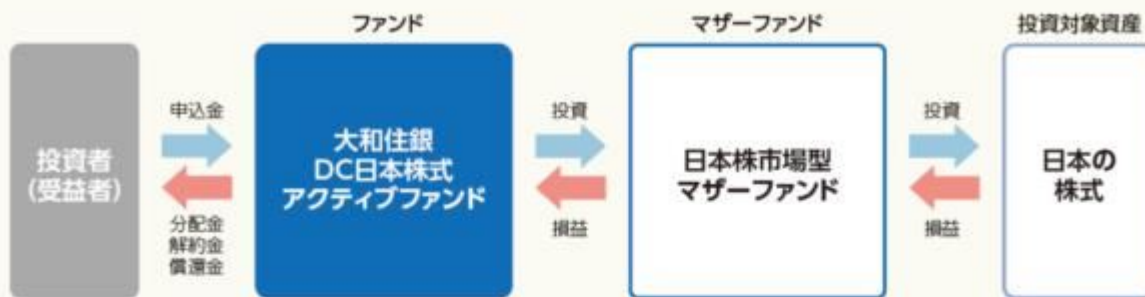 ファンド
マザーファンド
投資対象資産
投資者
(受益者)
申込金
分配金
解約金
償還金
大和住銀
DC日本株式
アクティブファンド
投資
損益
日本株市場型
マザーファンド
投資
損益
日本の
株式